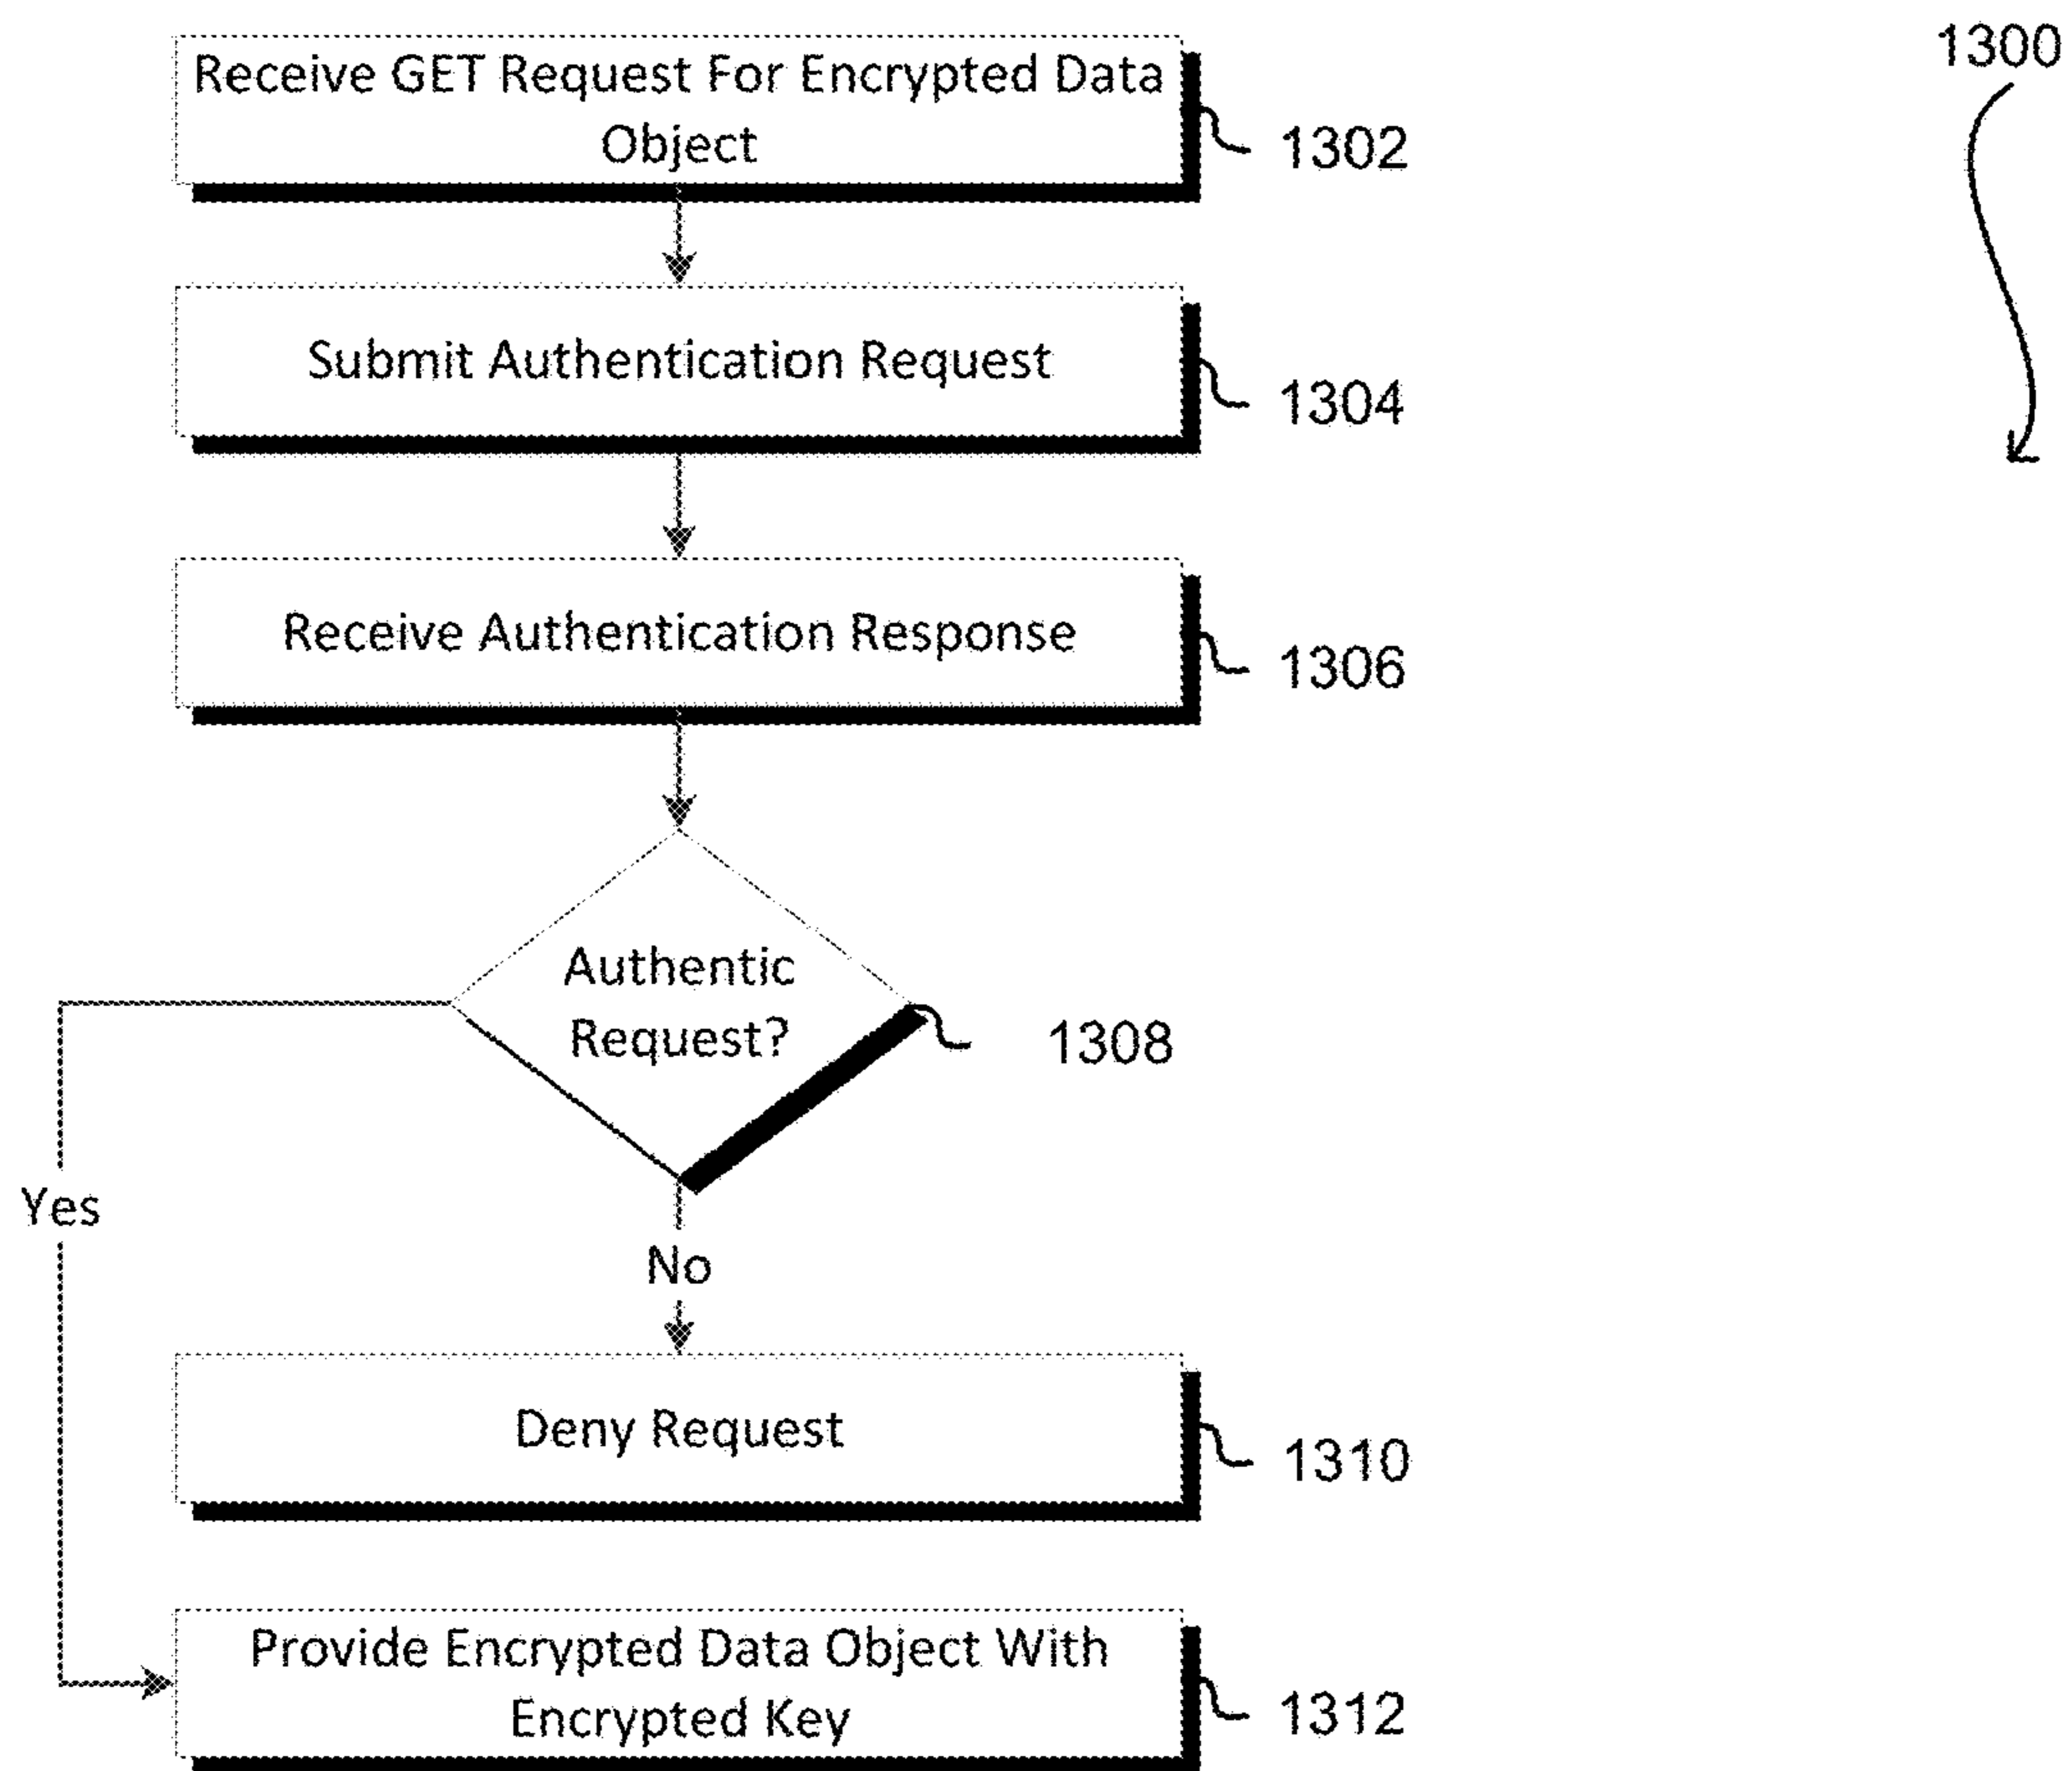 1300
Receive GET Request For Encrypted Data
Object
1302
Submit Authentication Request
1304
Receive Authentication Response
1306
Authentic
Request?
1308
Yes
No
Deny Request
1310
Provide Encrypted Data Object With
Encrypted Key
1312